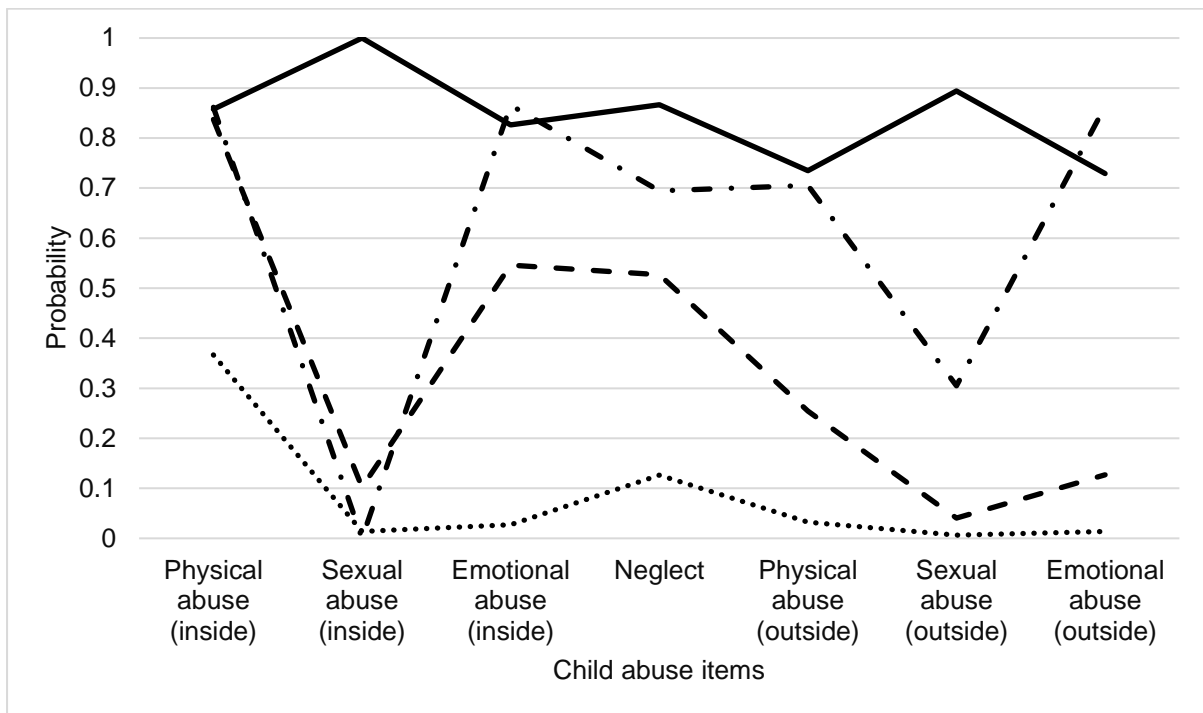 1
0.9
0.8
0.7
0.6
0.5
0.4
0.3
0.2
0.1
0
Probability
Physical
abuse
(inside)
Sexual
abuse
(inside)
Emotional
abuse
(inside)
Neglect
Physical
abuse
(outside)
Sexual
abuse
(outside)
Emotional
abuse
(outside)
Child abuse items